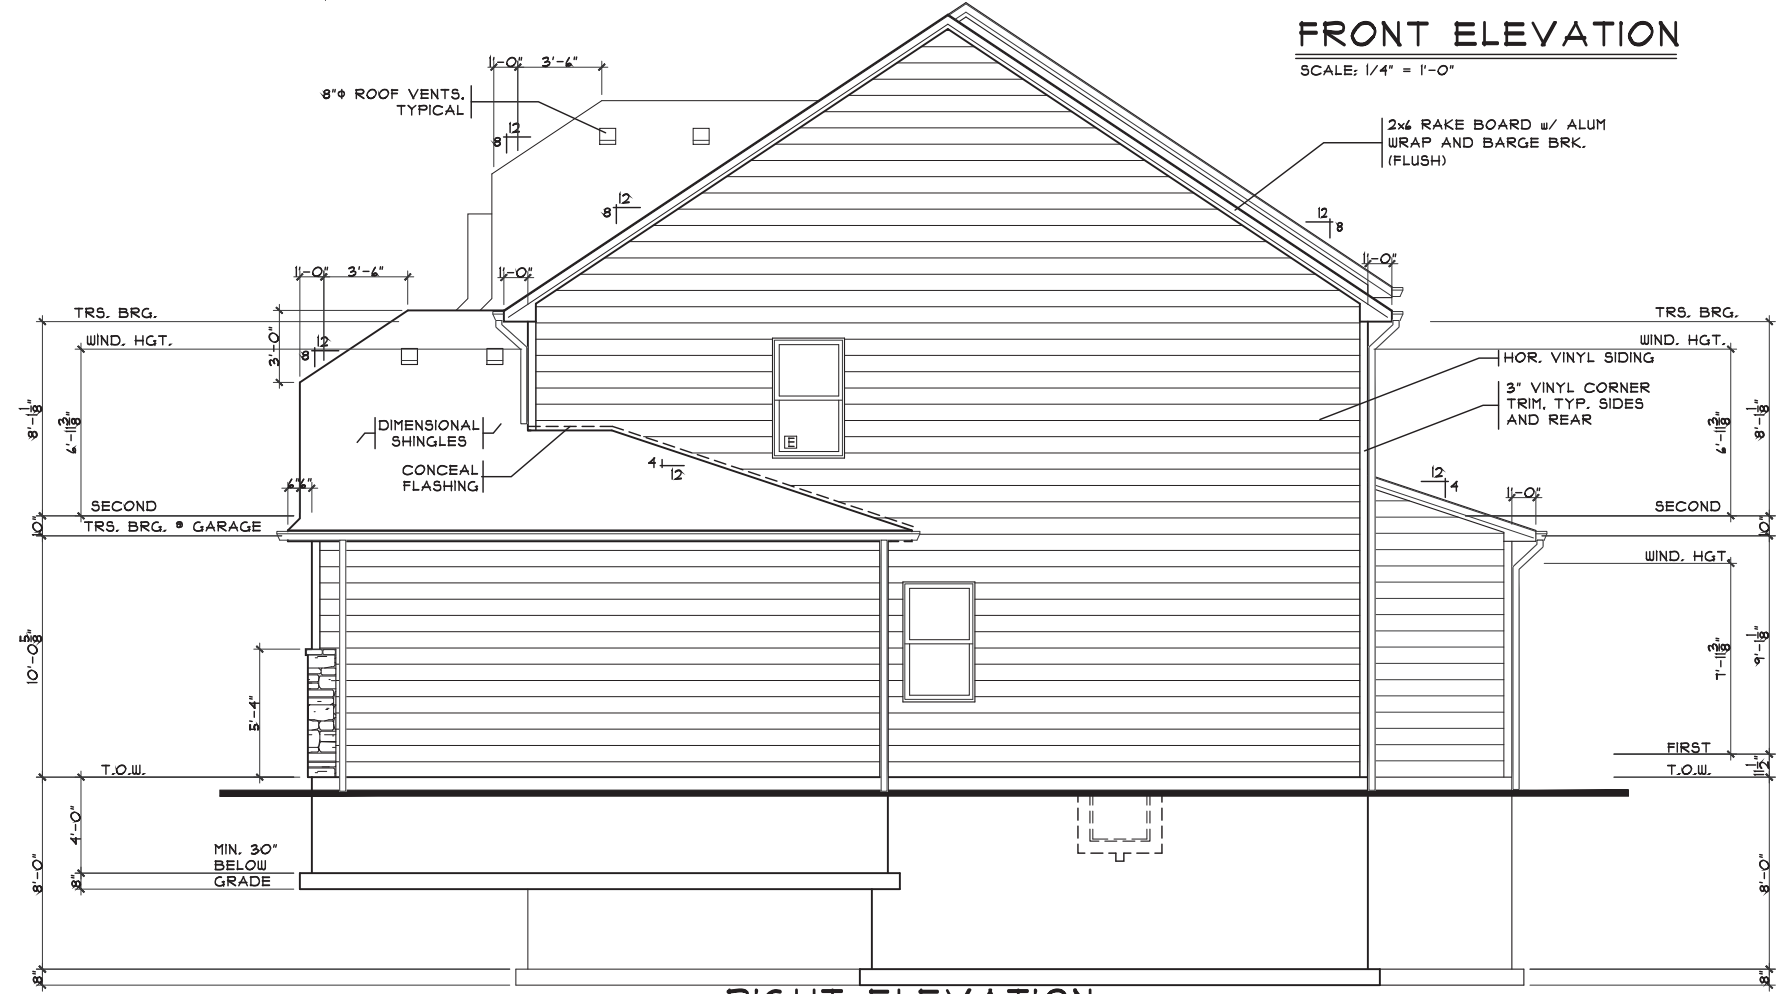 FRONT ELEVATION
SCALE: 1/4" = 1'-0"
1'-0" 3'-6"
8"Φ ROOF VENTS,
TYPICAL
12
8
2x6 RAKE BOARD w/ ALUM
WRAP AND BARGE BRK.
(FLUSH)
12
8
12
8
1'-0"
1'-0" 3'-6"
1'-0"
TRS. BRG.
TRS. BRG.
WIND. HGT.
WIND. HGT.
3'-0"
12
8
HOR. VINYL SIDING
3" VINYL CORNER
TRIM, TYP. SIDES
AND REAR
8'-1 1/8"
6'-11 3/8"
DIMENSIONAL
SHINGLES
CONCEAL
FLASHING
E
4
12
6'-11 3/8"
8'-1 1/8"
12
4
1'-0"
6" 6"
SECOND
SECOND
TRS. BRG. @ GARAGE
10"
10"
WIND. HGT.
10'-0 5/8"
5'-4"
7'-11 3/8"
9'-1 1/8"
FIRST
T.O.W.
T.O.W.
11 1/2"
4'-0"
MIN. 30"
BELOW
GRADE
8'-0"
8"
8'-0"
8"
8"
RIGHT ELEVATION